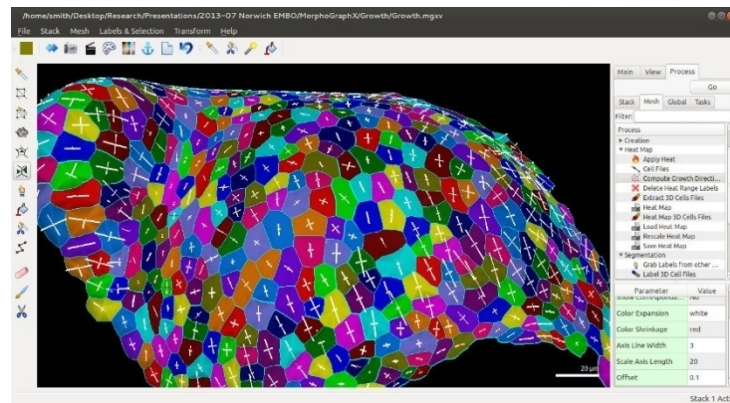 /home/smith/Desktop/Research/Presentations/2013-07 Norwich EMBO/MorphoGraphX/Growth/Growth.mgxv
File Stack Mesh Labels & Selection Transform Help
Main View Process
Go
Stack Mesh Global Tasks
Filter:
Process
Creation
Heat Map
Apply Heat
Cell Files
Compute Growth Directi...
Delete Heat Range Labels
Extract 3D Cells Files
Heat Map
Heat Map 3D Cells Files
Load Heat Map
Rescale Heat Map
Save Heat Map
Segmentation
Grab Labels from other ...
Label 3D Cell Files
Parameter Value
No
Color Expansion white
Color Shrinkage red
Axis Line Width 3
Scale Axis Length 20
Offset 0.1
20 µm
Stack 1 Acti